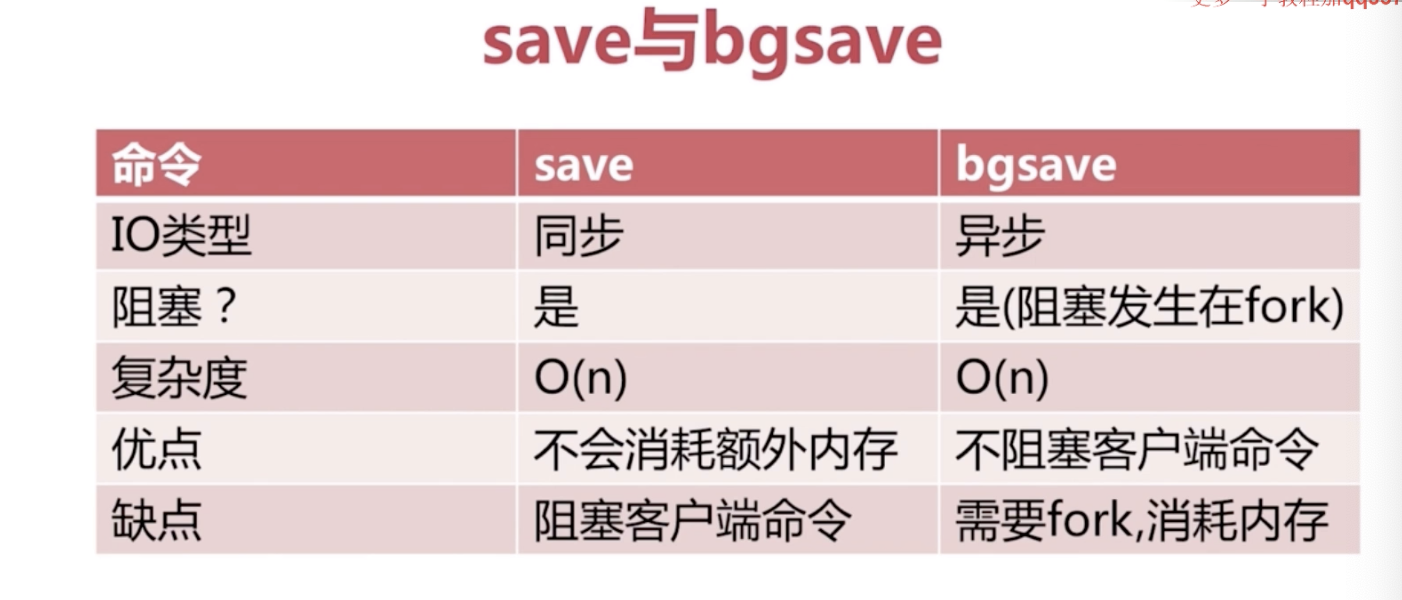 save与bgsave
命令 save bgsave
IO类型 同步 异步
阻塞？ 是 是(阻塞发生在fork)
复杂度 O(n) O(n)
优点 不会消耗额外内存 不阻塞客户端命令
缺点 阻塞客户端命令 需要fork,消耗内存